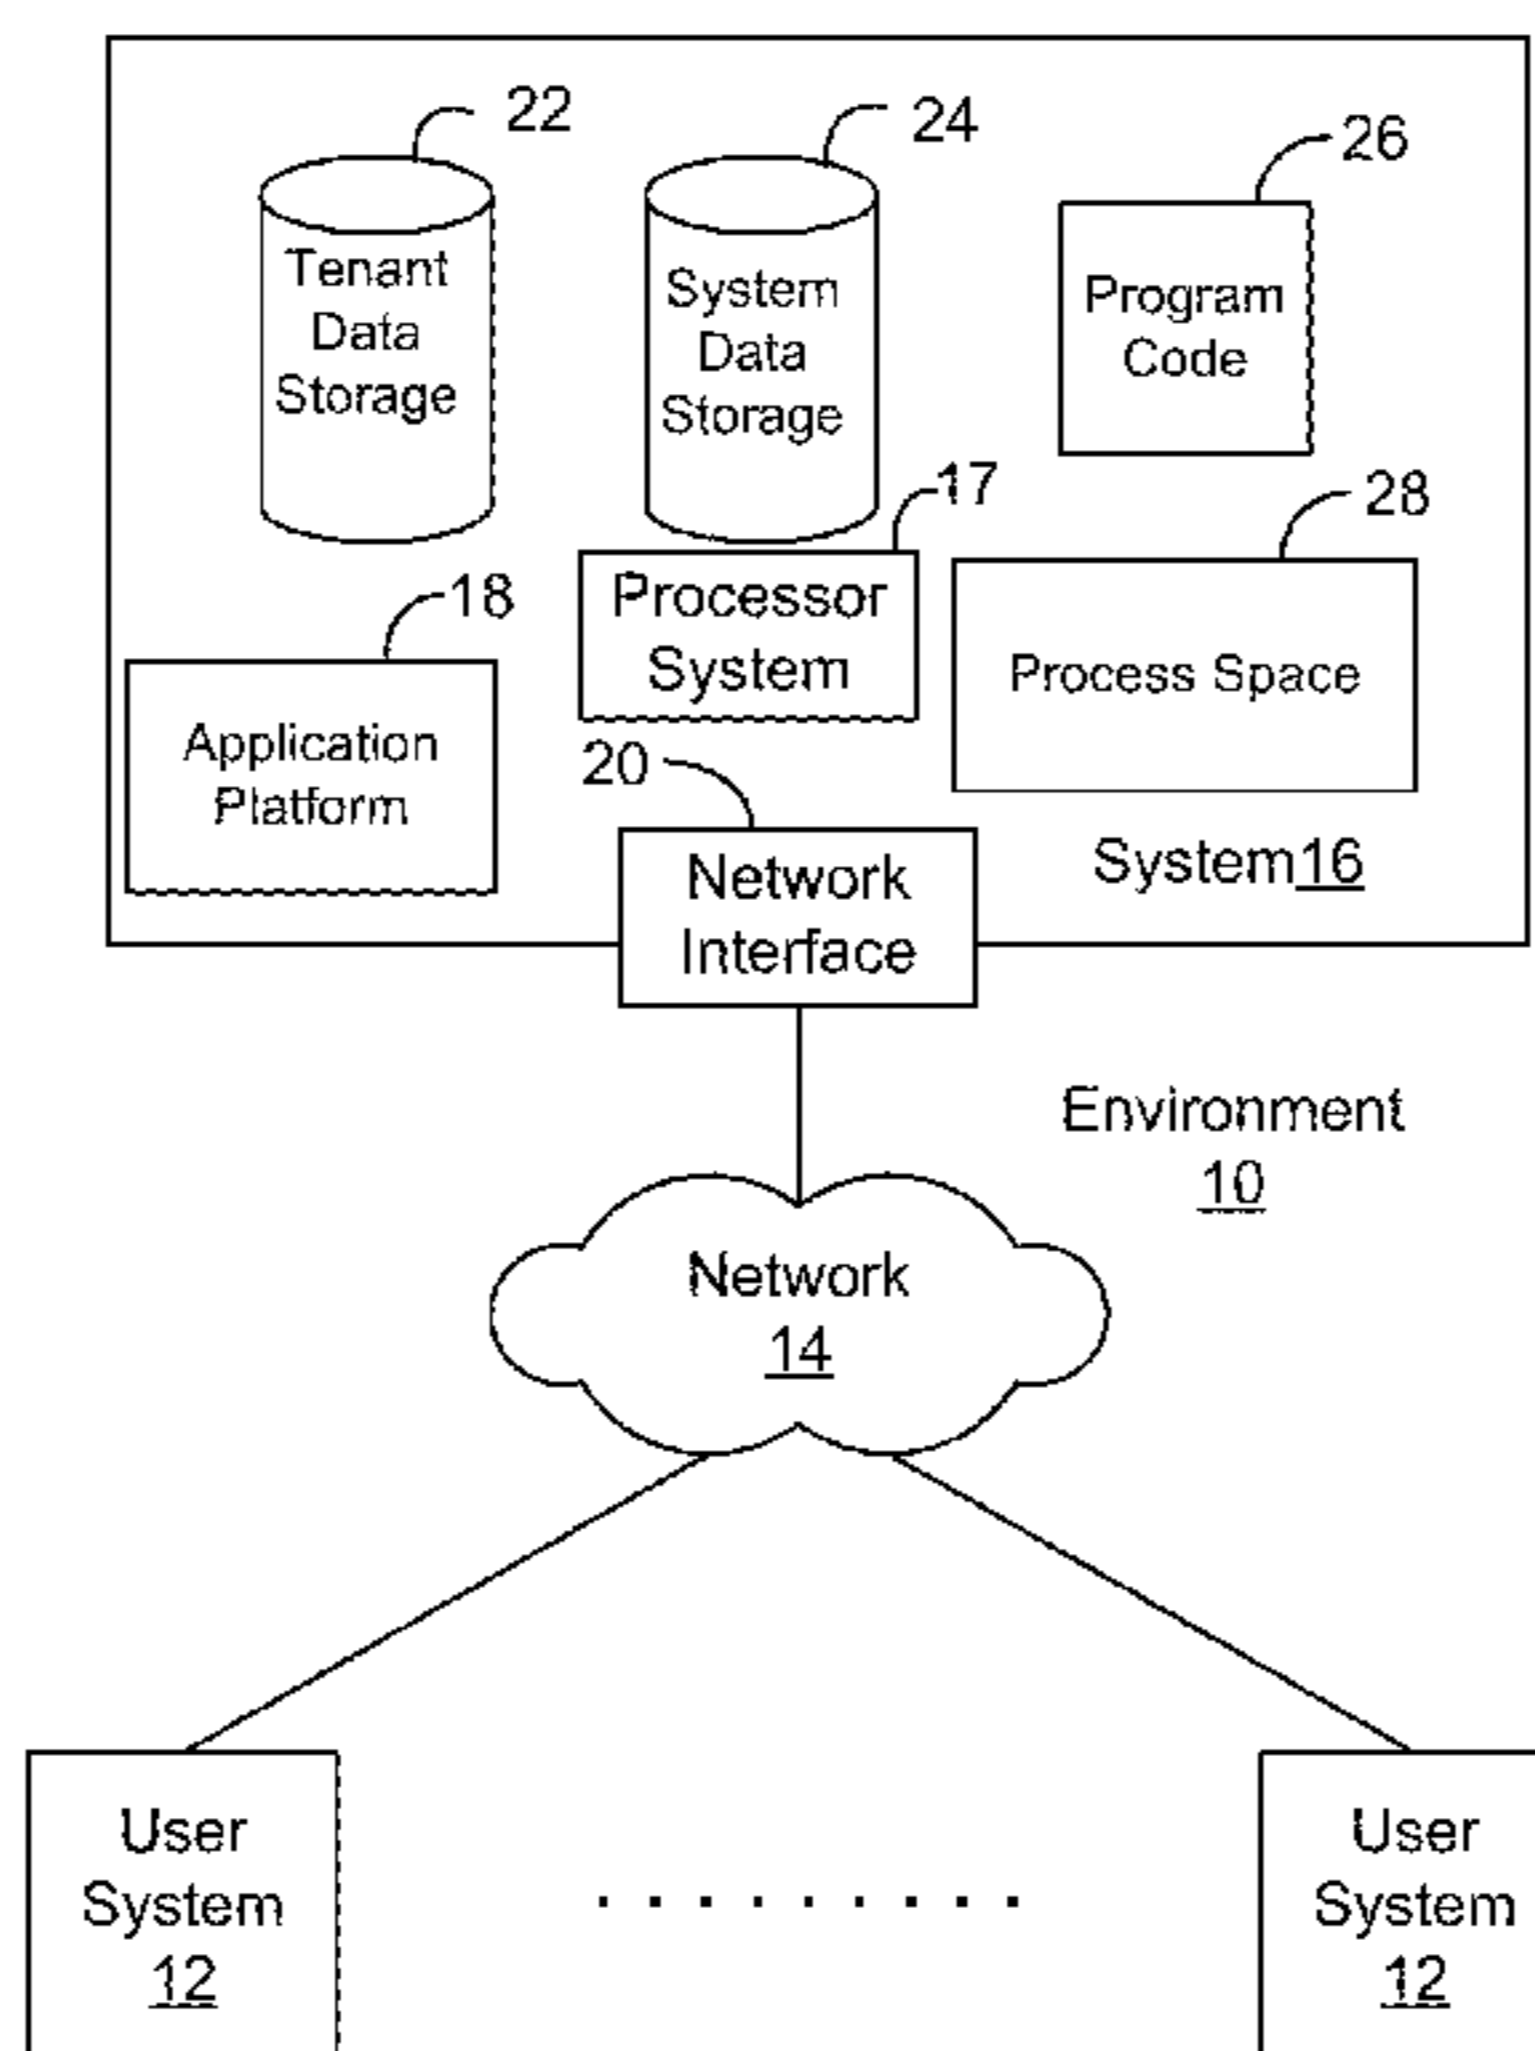 22
24
26
Tenant
Data
Storage
System
Data
Storage
Program
Code
17
28
18
Processor
System
Process Space
Application
Platform
20
Network
Interface
System16
Environment
10
Network
14
User
System
12
. . . . . . . . .
User
System
12